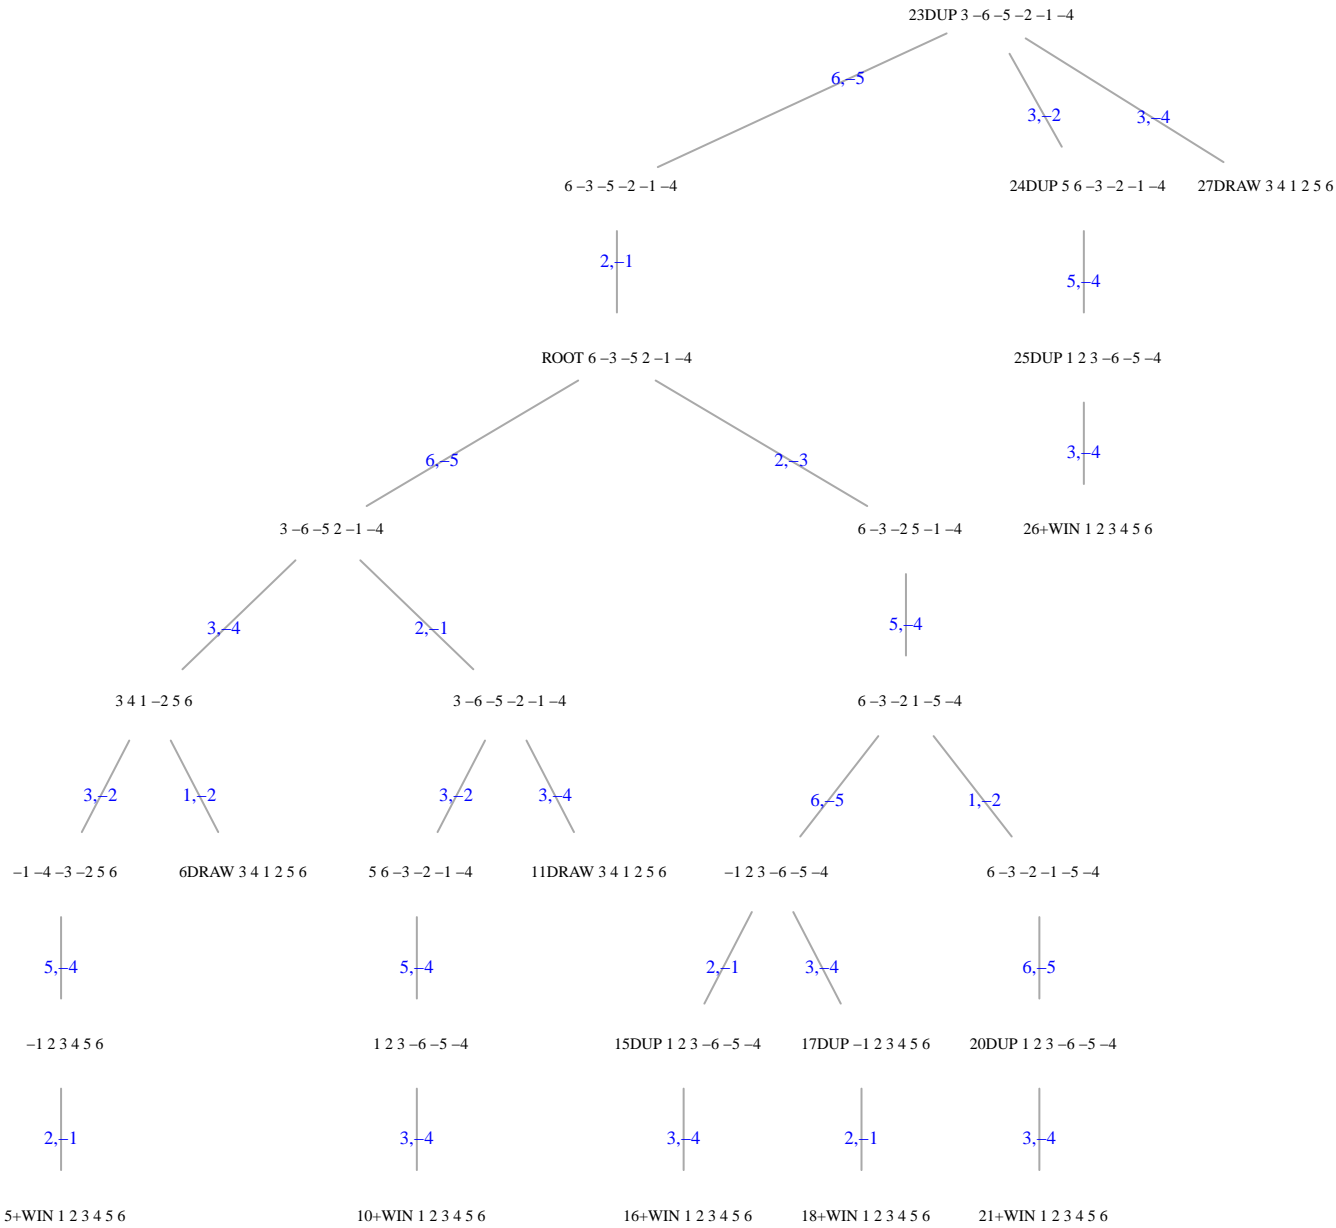 23DUP 3 –6 –5 –2 –1 –4
6,–5
3,–2
3,–4
6 –3 –5 –2 –1 –4
24DUP 5 6 –3 –2 –1 –4
27DRAW 3 4 1 2 5 6
2,–1
5,–4
ROOT 6 –3 –5 2 –1 –4
25DUP 1 2 3 –6 –5 –4
6,–5
2,–3
3,–4
3 –6 –5 2 –1 –4
6 –3 –2 5 –1 –4
26+WIN 1 2 3 4 5 6
3,–4
2,–1
5,–4
3 4 1 –2 5 6
3 –6 –5 –2 –1 –4
6 –3 –2 1 –5 –4
3,–2
1,–2
3,–2
3,–4
6,–5
1,–2
–1 –4 –3 –2 5 6
6DRAW 3 4 1 2 5 6
5 6 –3 –2 –1 –4
11DRAW 3 4 1 2 5 6
–1 2 3 –6 –5 –4
6 –3 –2 –1 –5 –4
5,–4
5,–4
2,–1
3,–4
6,–5
–1 2 3 4 5 6
1 2 3 –6 –5 –4
15DUP 1 2 3 –6 –5 –4
17DUP –1 2 3 4 5 6
20DUP 1 2 3 –6 –5 –4
2,–1
3,–4
3,–4
2,–1
3,–4
5+WIN 1 2 3 4 5 6
10+WIN 1 2 3 4 5 6
16+WIN 1 2 3 4 5 6
18+WIN 1 2 3 4 5 6
21+WIN 1 2 3 4 5 6